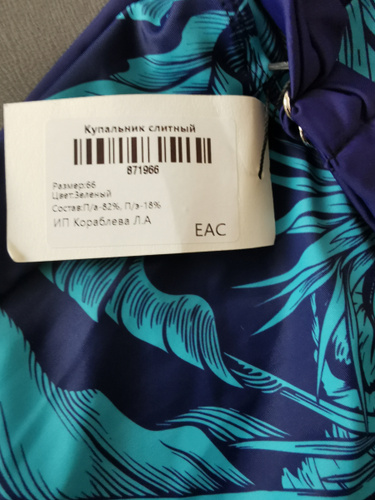 Купальник слитный
871966
Размер:66
Цвет:Зеленый
Состав:П/а-82%, П/э-18%
ИП Кораблева Л.А
EAC